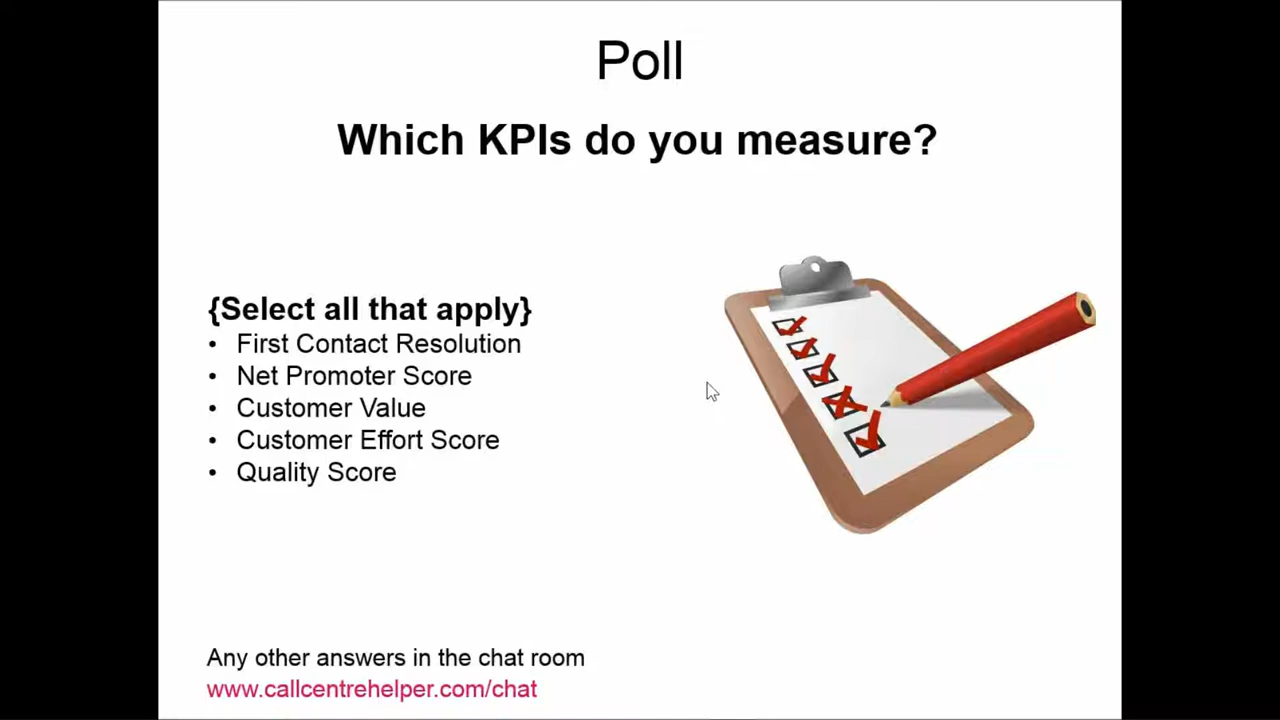 Poll
Which KPIs do you measure?
{Select all that apply}
• First Contact Resolution
• Net Promoter Score
• Customer Value
• Customer Effort Score
• Quality Score
Any other answers in the chat room
www.callcentrehelper.com/chat